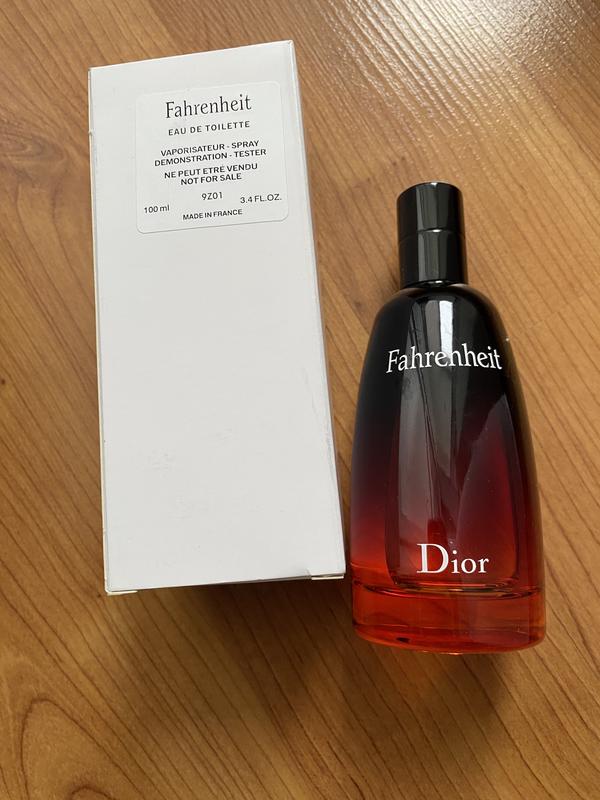 Fahrenheit
EAU DE TOILETTE
VAPORISATEUR - SPRAY
DEMONSTRATION - TESTER
NE PEUT ETRE VENDU
NOT FOR SALE
9Z01
100 ml 3.4 FL.OZ.
MADE IN FRANCE
Fahrenheit
Dior